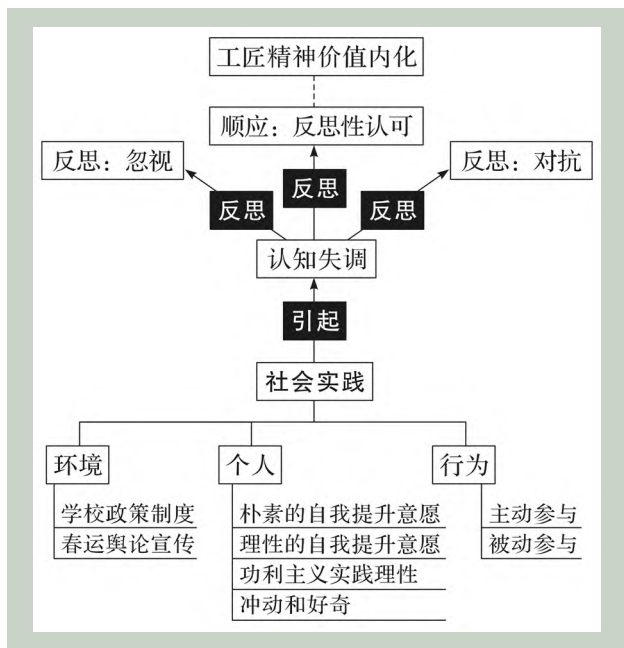 工匠精神价值内化
顺应：反思性认可
反思：忽视
反思：对抗
反思
反思
反思
认知失调
引起
社会实践
环境
个人
行为
学校政策制度
春运舆论宣传
朴素的自我提升意愿
理性的自我提升意愿
功利主义实践理性
冲动和好奇
主动参与
被动参与